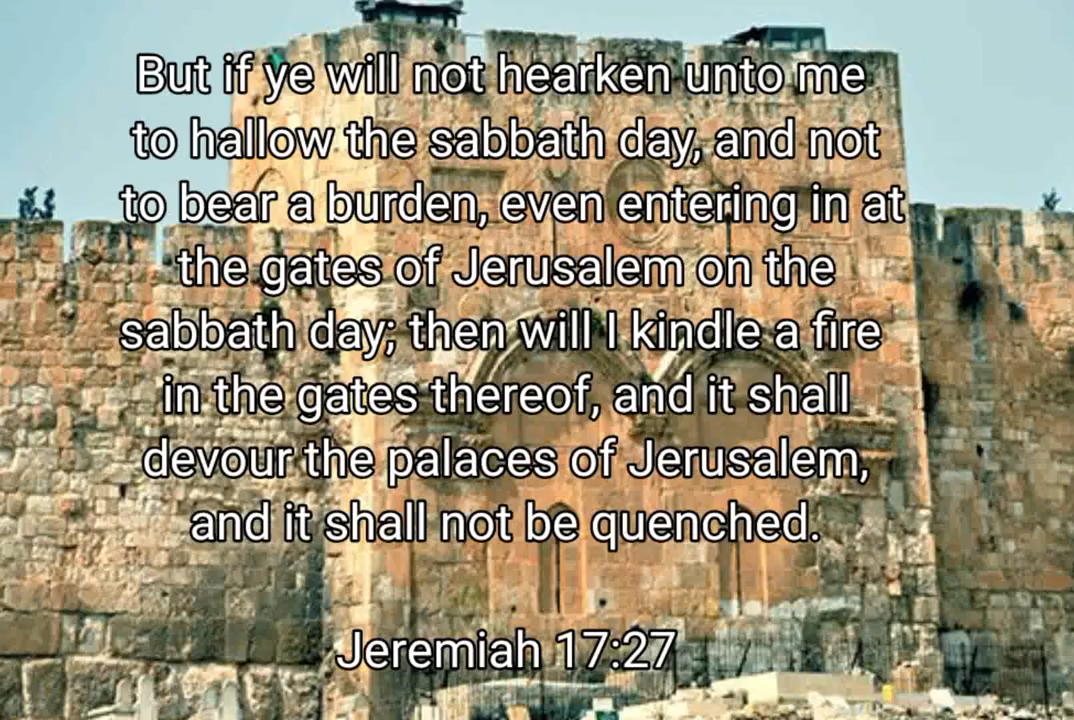 But if ye will not hearken unto me
to hallow the sabbath day, and not
to bear a burden, even entering in at
the gates of Jerusalem on the
sabbath day; then will I kindle a fire
in the gates thereof, and it shall
devour the palaces of Jerusalem,
and it shall not be quenched.
Jeremiah 17:27